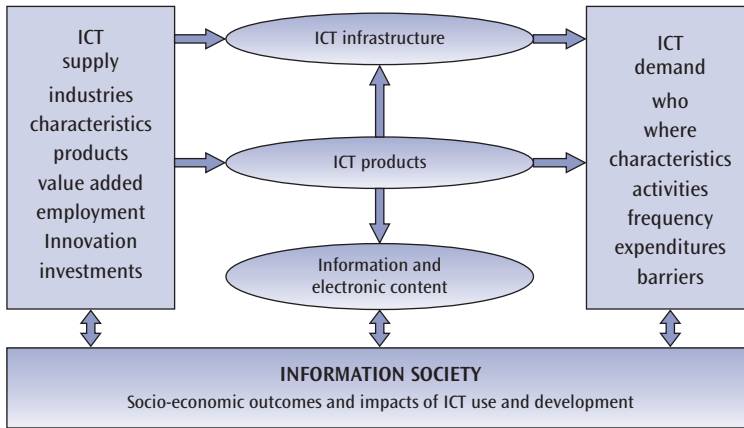 ICT
supply
industries
characteristics
products
value added
employment
Innovation
investments
ICT infrastructure
ICT products
Information and
electronic content
ICT
demand
who
where
characteristics
activities
frequency
expenditures
barriers
INFORMATION SOCIETY
Socio-economic outcomes and impacts of ICT use and development